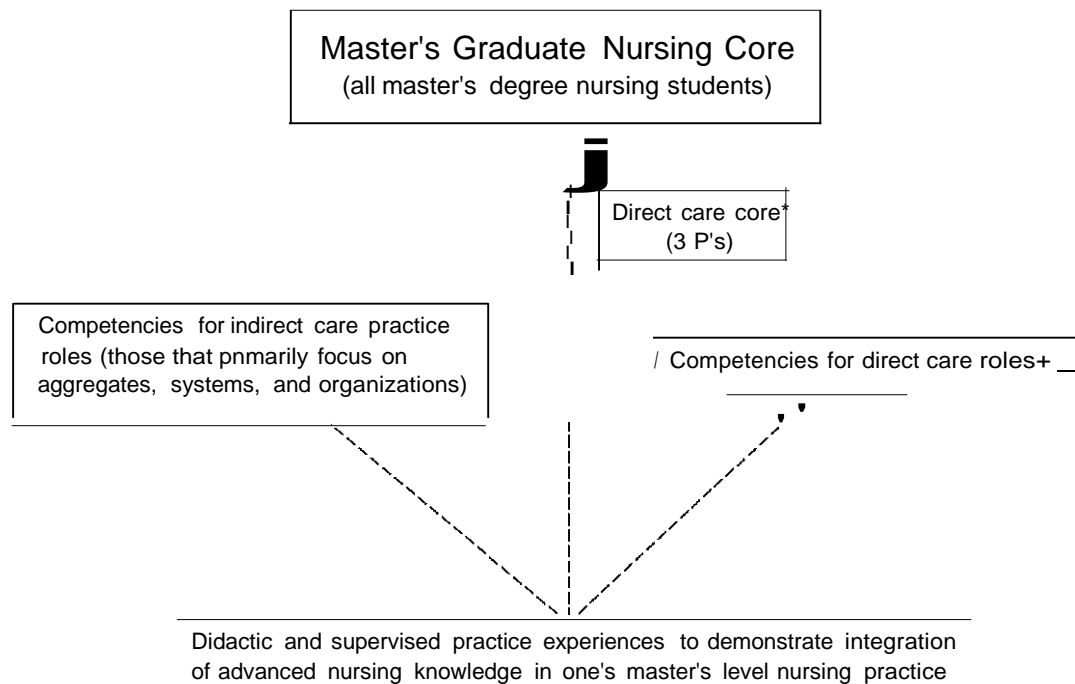 Master's Graduate Nursing Core
(all master's degree nursing students)
Direct care core*
(3 P's)
Competencies for indirect care practice
roles (those that pnmarily focus on
aggregates, systems, and organizations)
/ Competencies for direct care roles+ _
Didactic and supervised practice experiences to demonstrate integration
of advanced nursing knowledge in one's master's level nursing practice